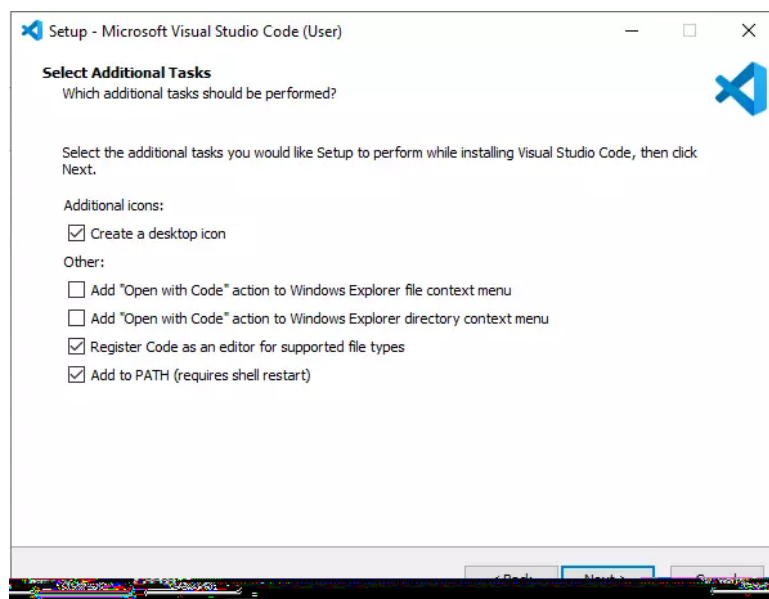 Setup - Microsoft Visual Studio Code (User)
Select Additional Tasks
Which additional tasks should be performed?
Select the additional tasks you would like Setup to perform while installing Visual Studio Code, then click
Next.
Additional icons:
Create a desktop icon
Other:
Add "Open with Code" action to Windows Explorer file context menu
Add "Open with Code" action to Windows Explorer directory context menu
Register Code as an editor for supported file types
Add to PATH (requires shell restart)